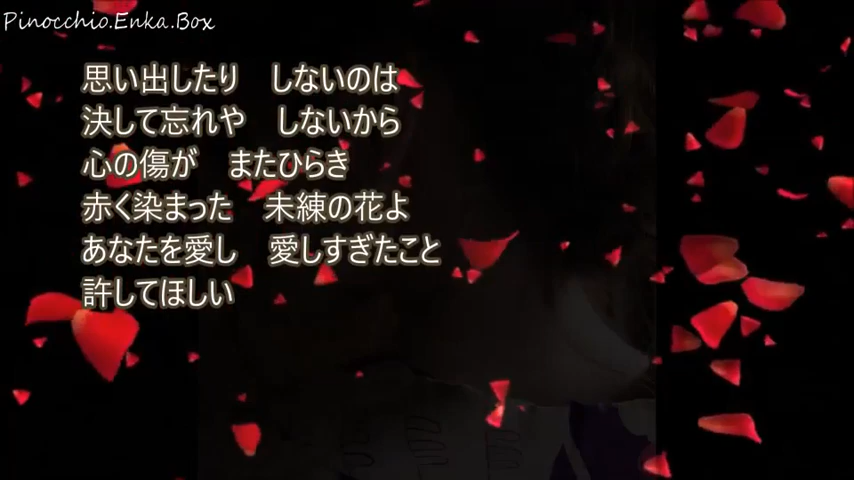 Pinocchio.Enka.Box
思い出したり　しないのは
決して忘れや　しないから
心の傷が　またひらき
赤く染まった　未練の花よ
あなたを愛し　愛しすぎたこと
許してほしい